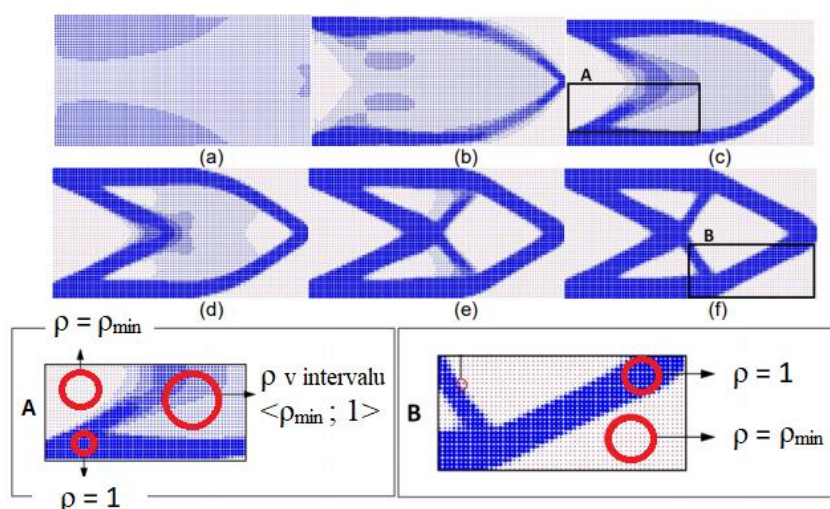 A
(a)
(b)
(c)
B
(d)
(e)
(f)
ρ = ρmin
A
ρ v intervalu
<ρmin ; 1>
ρ = 1
B
ρ = 1
ρ = ρmin